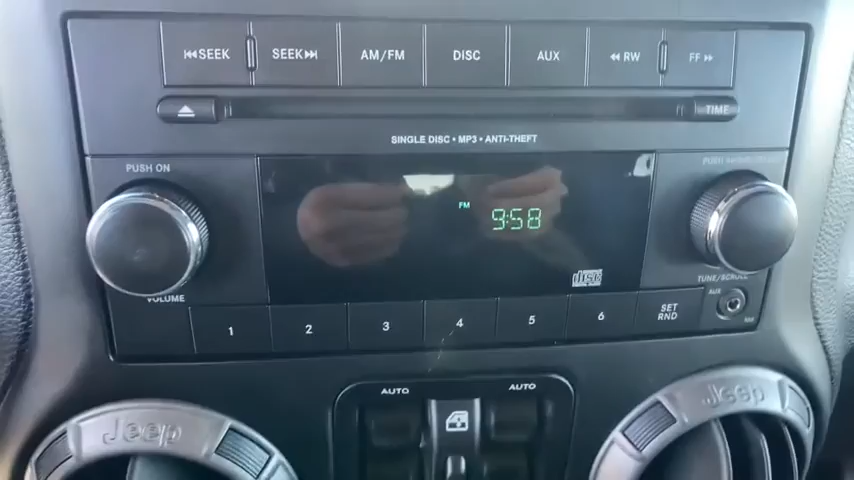 ⏮SEEK SEEK⏭ AM/FM DISC AUX ◀◀RW FF▶▶
TIME
SINGLE DISC•MP3•ANTI-THEFT
PUSH ON
FM
9:58
disc
VOLUME
TUNE/SCROLL
AUX
1 2 3 4 5 6 SET
RND
AUTO AUTO
Jeep Jeep